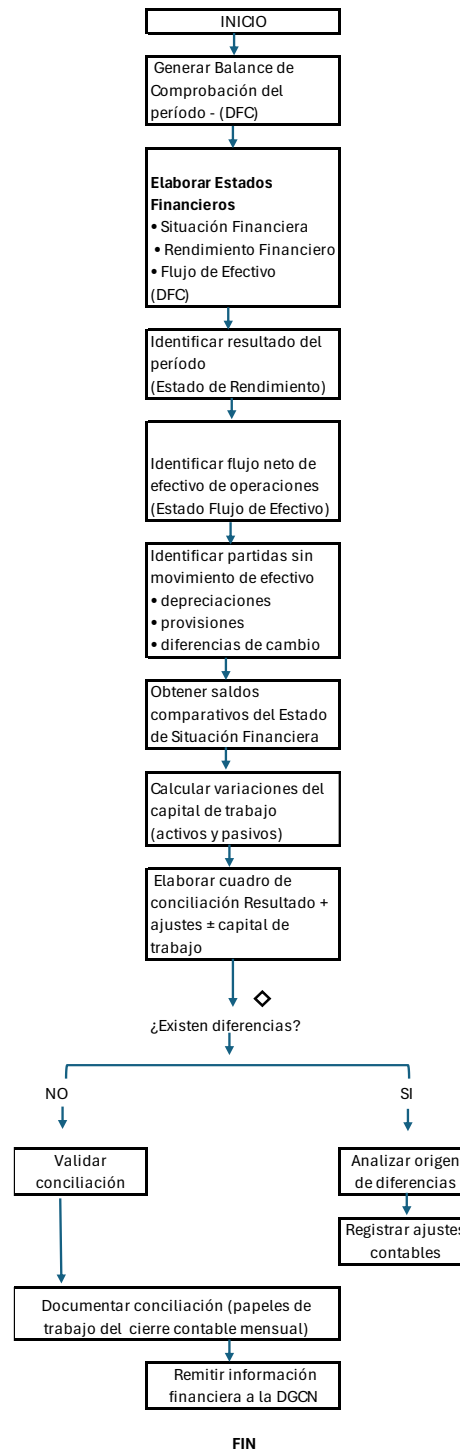 INICIO
Generar Balance de
Comprobación del
período - (DFC)
Elaborar Estados
Financieros
• Situación Financiera
• Rendimiento Financiero
• Flujo de Efectivo
(DFC)
Identificar resultado del
período
(Estado de Rendimiento)
Identificar flujo neto de
efectivo de operaciones
(Estado Flujo de Efectivo)
Identificar partidas sin
movimiento de efectivo
• depreciaciones
• provisiones
• diferencias de cambio
Obtener saldos
comparativos del Estado
de Situación Financiera
Calcular variaciones del
capital de trabajo
(activos y pasivos)
Elaborar cuadro de
conciliación Resultado +
ajustes ± capital de
trabajo
¿Existen diferencias?
NO
SI
Validar
conciliación
Analizar origen
de diferencias
Registrar ajustes
contables
Documentar conciliación (papeles de
trabajo del cierre contable mensual)
Remitir información
financiera a la DGCN
FIN